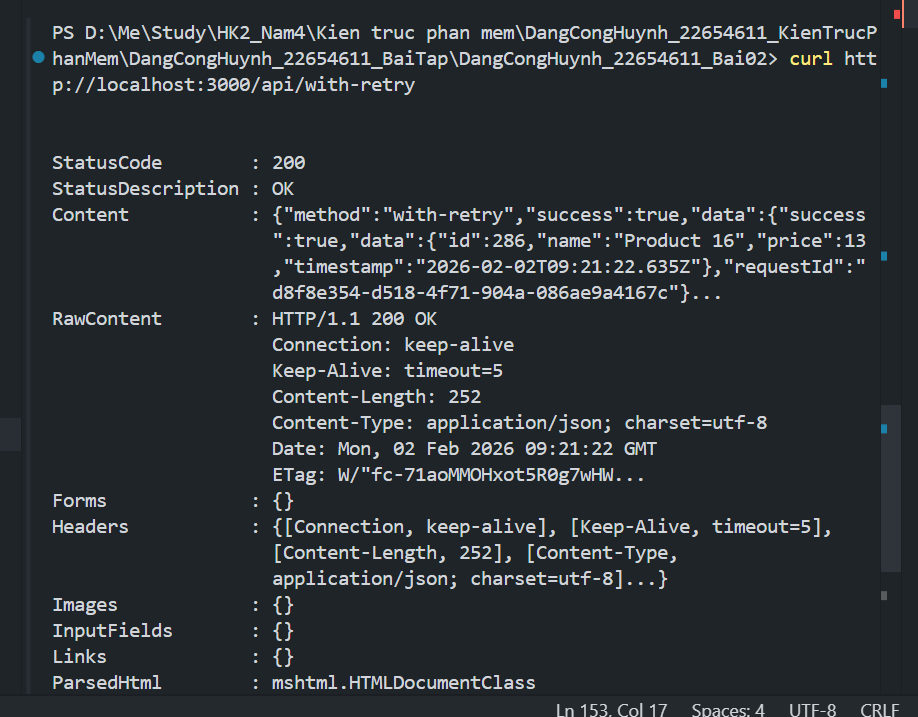 PS D:\Me\Study\HK2_Nam4\Kien truc phan mem\DangCongHuynh_22654611_KienTrucP
hanMem\DangCongHuynh_22654611_BaiTap\DangCongHuynh_22654611_Bai02> curl htt
p://localhost:3000/api/with-retry
StatusCode        : 200
StatusDescription : OK
Content           : {"method":"with-retry","success":true,"data":{"success
                    ":true,"data":{"id":286,"name":"Product 16","price":13
                    ,"timestamp":"2026-02-02T09:21:22.635Z"},"requestId":"
                    d8f8e354-d518-4f71-904a-086ae9a4167c"}...
RawContent        : HTTP/1.1 200 OK
                    Connection: keep-alive
                    Keep-Alive: timeout=5
                    Content-Length: 252
                    Content-Type: application/json; charset=utf-8
                    Date: Mon, 02 Feb 2026 09:21:22 GMT
                    ETag: W/"fc-71aoMMOHxot5R0g7wHW...
Forms             : {}
Headers           : {[Connection, keep-alive], [Keep-Alive, timeout=5],
                    [Content-Length, 252], [Content-Type,
                    application/json; charset=utf-8]...}
Images            : {}
InputFields       : {}
Links             : {}
ParsedHtml        : mshtml.HTMLDocumentClass
Ln 153, Col 17 Spaces: 4 UTF-8 CRLF